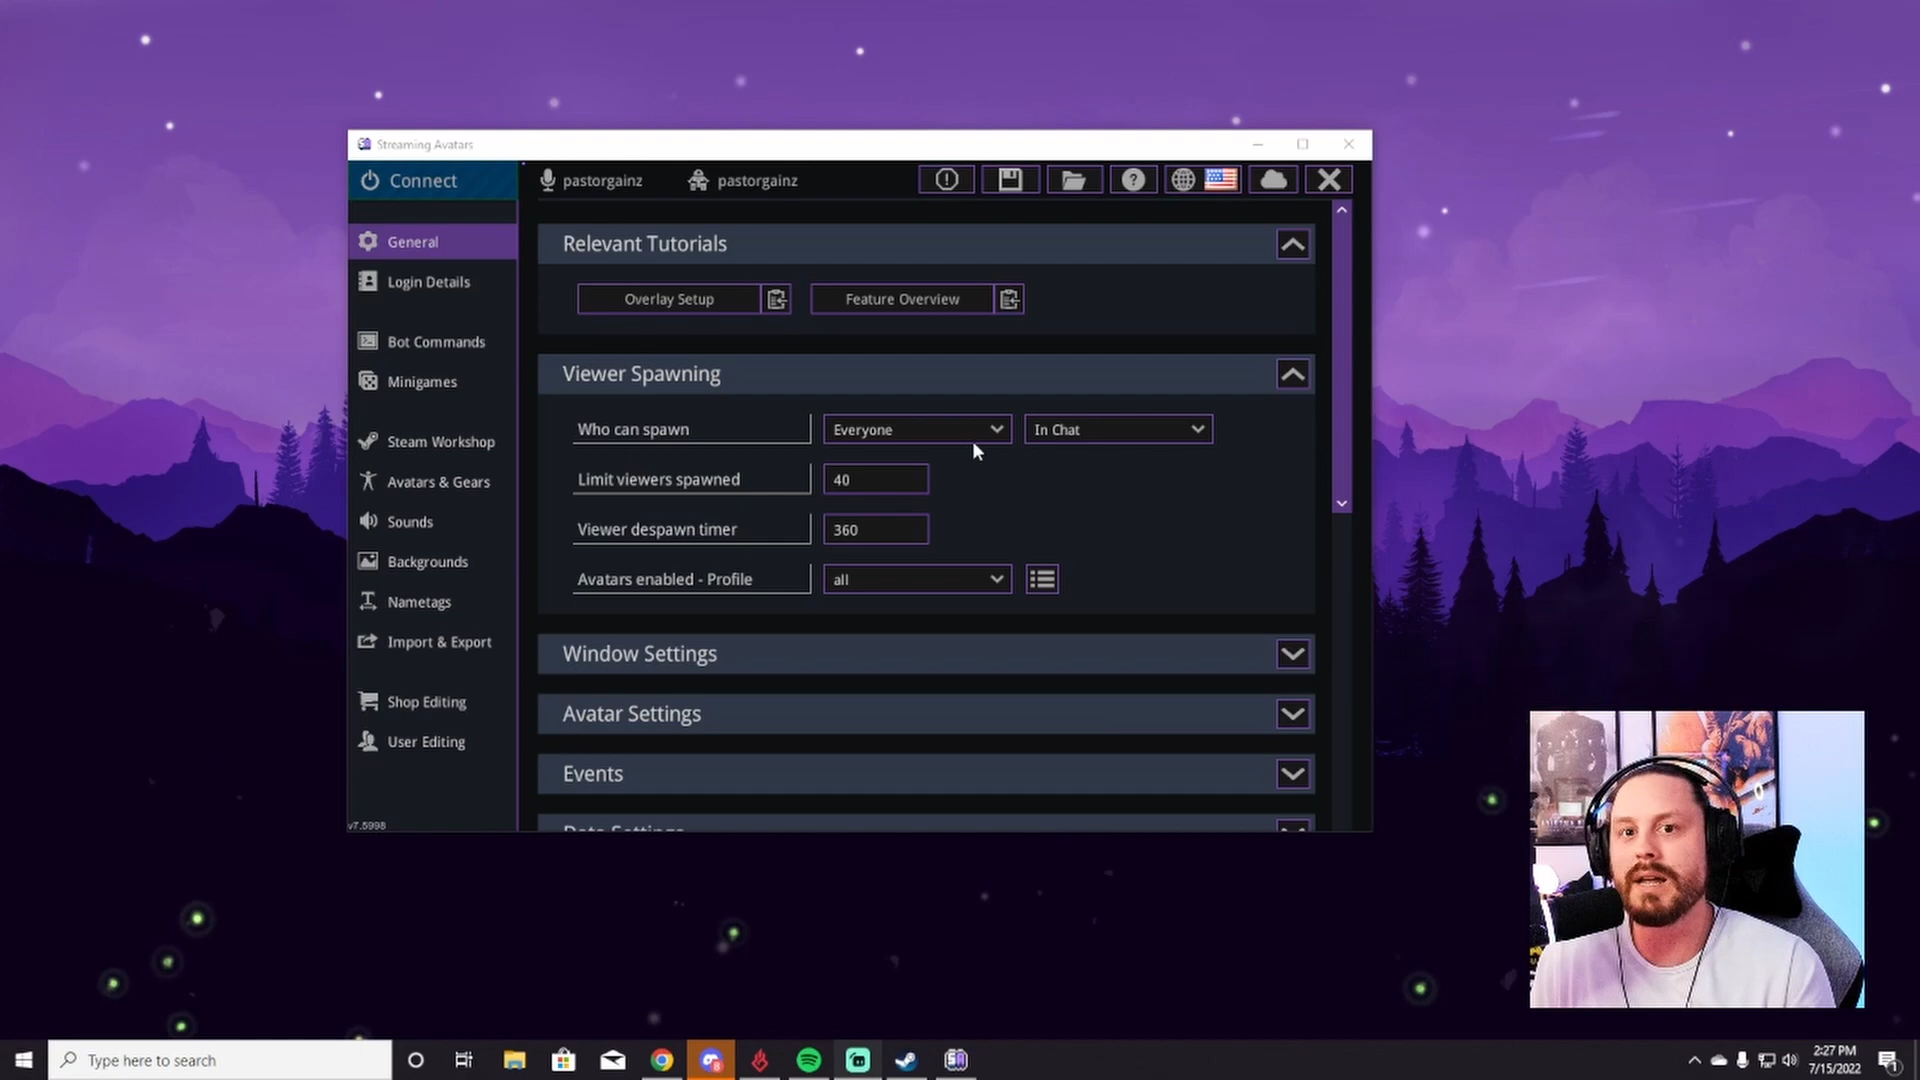 Streaming Avatars
Connect
pastorgainz
pastorgainz
General
Login Details
Bot Commands
Minigames
Steam Workshop
Avatars & Gears
Sounds
Backgrounds
Nametags
Import & Export
Shop Editing
User Editing
v7.5998
Relevant Tutorials
Overlay Setup
Feature Overview
Viewer Spawning
Who can spawn
Everyone
In Chat
Limit viewers spawned
40
Viewer despawn timer
360
Avatars enabled - Profile
all
Window Settings
Avatar Settings
Events
Data Settings
Type here to search
2:27 PM
7/15/2022